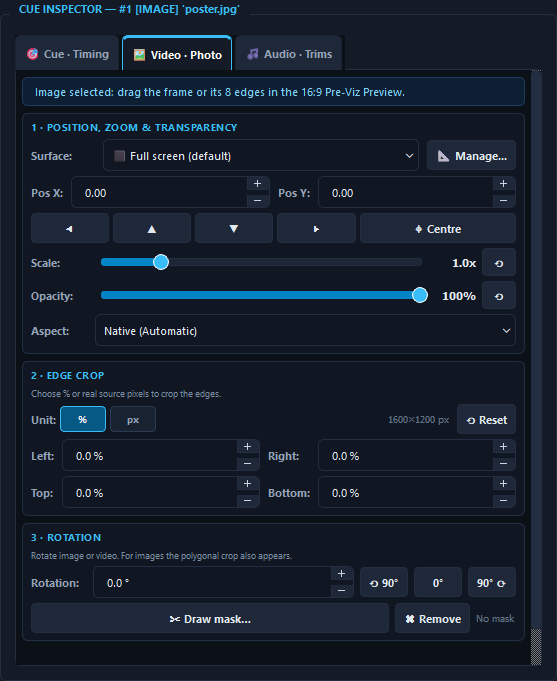 CUE INSPECTOR — #1 [IMAGE] 'poster.jpg'
Cue · Timing
Video · Photo
Audio · Trims
Image selected: drag the frame or its 8 edges in the 16:9 Pre-Viz Preview.
1 · POSITION, ZOOM & TRANSPARENCY
Surface: Full screen (default) Manage...
Pos X: 0.00 + − Pos Y: 0.00 + −
◂ ▲ ▼ ▸ ⌖ Centre
Scale: 1.0x ⟲
Opacity: 100% ⟲
Aspect: Native (Automatic)
2 · EDGE CROP
Choose % or real source pixels to crop the edges.
Unit: % px 1600×1200 px ⟲ Reset
Left: 0.0 % + − Right: 0.0 % + −
Top: 0.0 % + − Bottom: 0.0 % + −
3 · ROTATION
Rotate image or video. For images the polygonal crop also appears.
Rotation: 0.0 ° + − ⟲ 90° 0° 90° ⟳
✂ Draw mask... ✖ Remove No mask